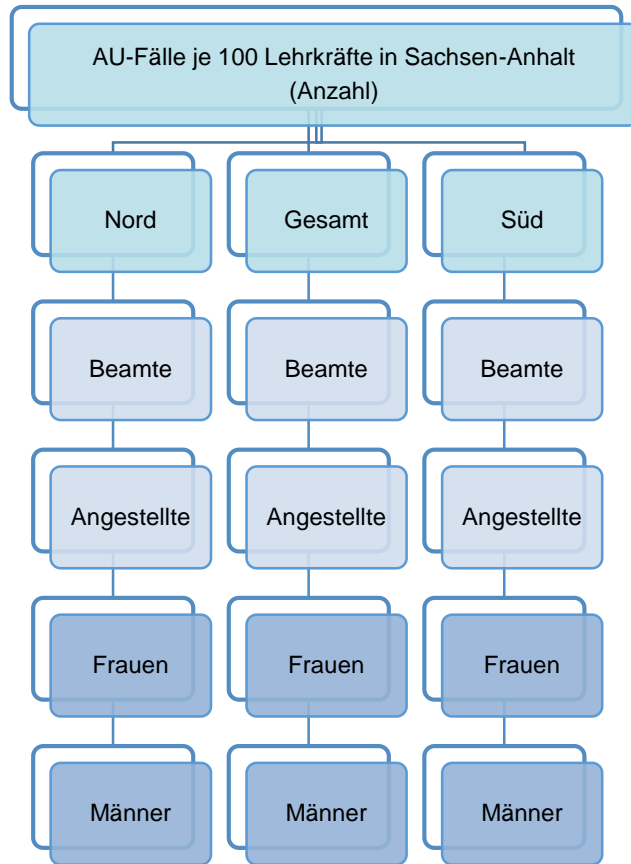 AU-Fälle je 100 Lehrkräfte in Sachsen-Anhalt
(Anzahl)
Nord
Gesamt
Süd
Beamte
Beamte
Beamte
Angestellte
Angestellte
Angestellte
Frauen
Frauen
Frauen
Männer
Männer
Männer